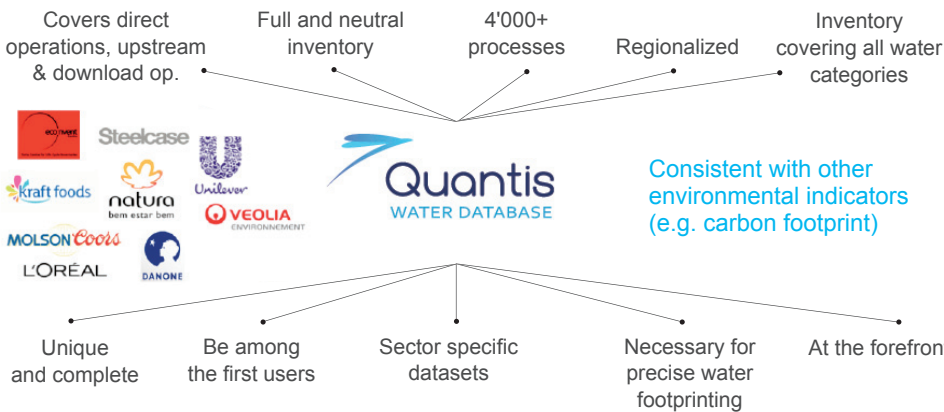 Covers direct
operations, upstream
& download op.
Full and neutral
inventory
4'000+
processes
Regionalized
Inventory
covering all water
categories
ecoinvent
Steelcase
Unilever
kraft foods
natura
bem estar bem
VEOLIA
ENVIRONNEMENT
MOLSON Coors
L'ORÉAL
DANONE
Quantis
WATER DATABASE
Consistent with other
environmental indicators
(e.g. carbon footprint)
Unique
and complete
Be among
the first users
Sector specific
datasets
Necessary for
precise water
footprinting
At the forefron